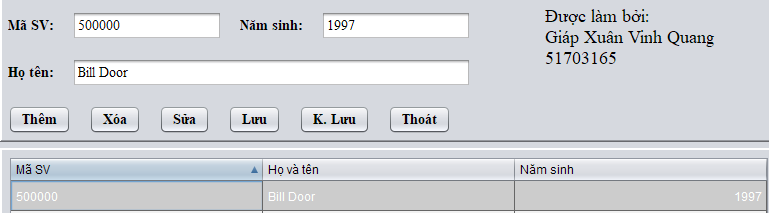 Mã SV: 500000 Năm sinh: 1997
Được làm bởi:
Giáp Xuân Vinh Quang
51703165
Họ tên: Bill Door
Thêm Xóa Sửa Lưu K. Lưu Thoát
Mã SV Họ và tên Năm sinh
500000 Bill Door 1997